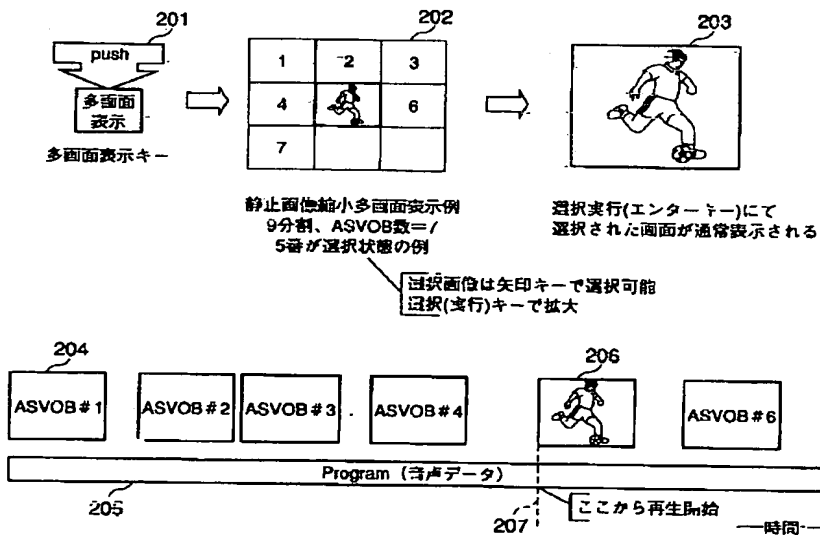 201
push
多画面
表示
多画面表示キー
202
1 2 3
4 6
7
静止画像縮小多画面表示例
9分割、ASVOB数=7
5番が選択状態の例
選択画像は矢印キーで選択可能
選択(実行)キーで拡大
203
選択実行(エンターキー)にて
選択された画面が通常表示される
204
ASVOB#1
ASVOB#2
ASVOB#3
ASVOB#4
206
ASVOB#6
Program (音声データ)
205
207
ここから再生開始
時間